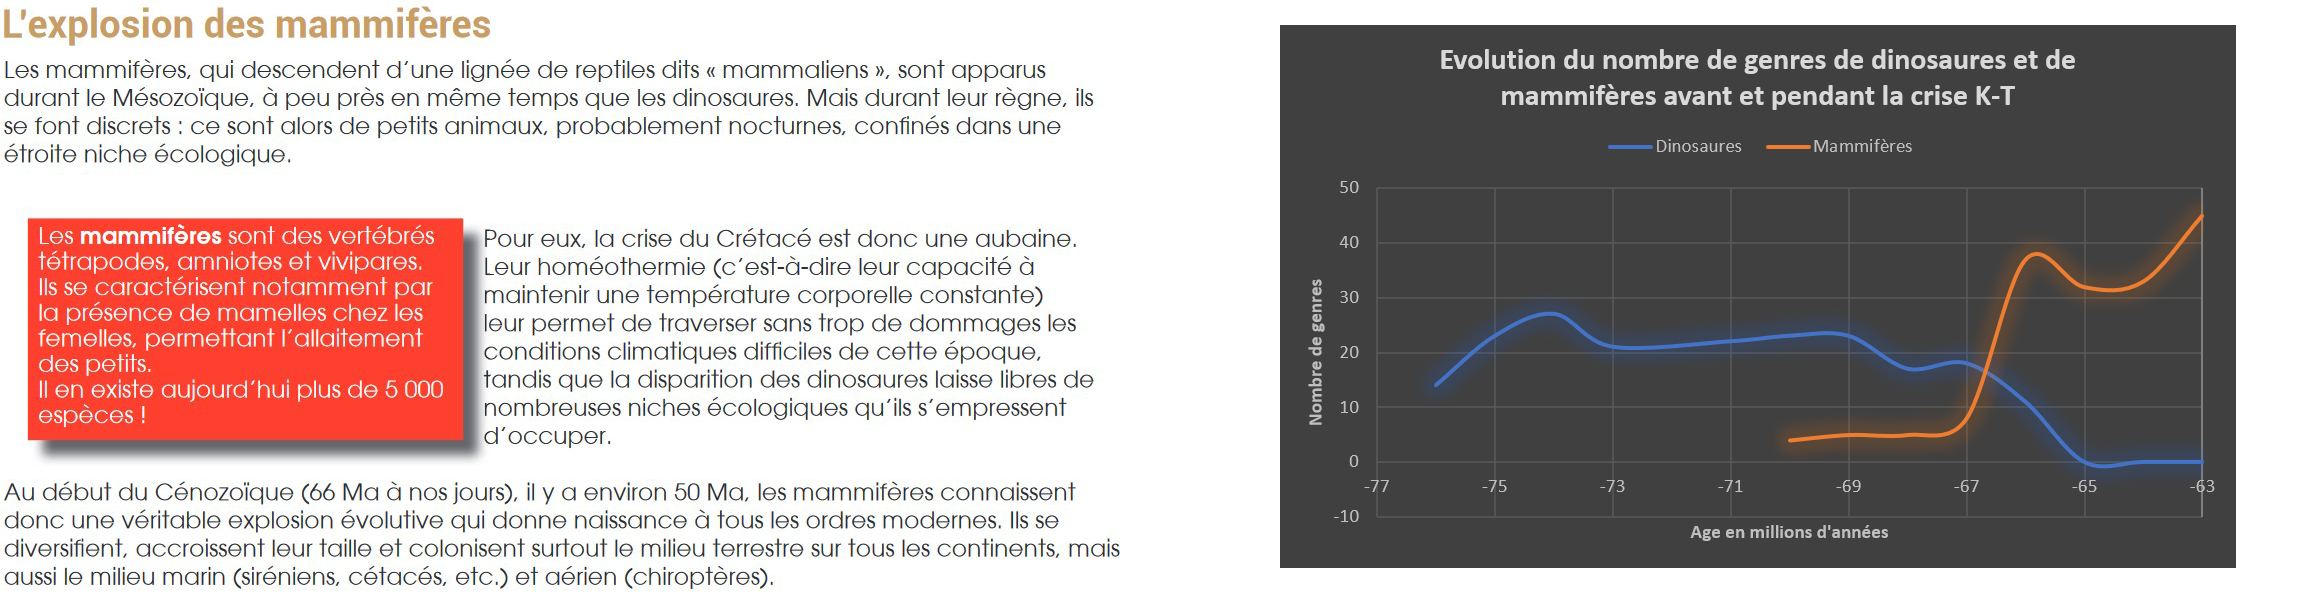 L'explosion des mammifères
Les mammifères, qui descendent d'une lignée de reptiles dits « mammaliens », sont apparus
durant le Mésozoïque, à peu près en même temps que les dinosaures. Mais durant leur règne, ils
se font discrets : ce sont alors de petits animaux, probablement nocturnes, confinés dans une
étroite niche écologique.
Les mammifères sont des vertébrés
tétrapodes, amniotes et vivipares.
Ils se caractérisent notamment par
la présence de mamelles chez les
femelles, permettant l'allaitement
des petits.
Il en existe aujourd'hui plus de 5 000
espèces !
Pour eux, la crise du Crétacé est donc une aubaine.
Leur homéothermie (c'est-à-dire leur capacité à
maintenir une température corporelle constante)
leur permet de traverser sans trop de dommages les
conditions climatiques difficiles de cette époque,
tandis que la disparition des dinosaures laisse libres de
nombreuses niches écologiques qu'ils s'empressent
d'occuper.
Au début du Cénozoïque (66 Ma à nos jours), il y a environ 50 Ma, les mammifères connaissent
donc une véritable explosion évolutive qui donne naissance à tous les ordres modernes. Ils se
diversifient, accroissent leur taille et colonisent surtout le milieu terrestre sur tous les continents, mais
aussi le milieu marin (siréniens, cétacés, etc.) et aérien (chiroptères).
Evolution du nombre de genres de dinosaures et de
mammifères avant et pendant la crise K-T
Dinosaures Mammifères
Nombre de genres
50
40
30
20
10
0
-10
-77 -75 -73 -71 -69 -67 -65 -63
Age en millions d'années